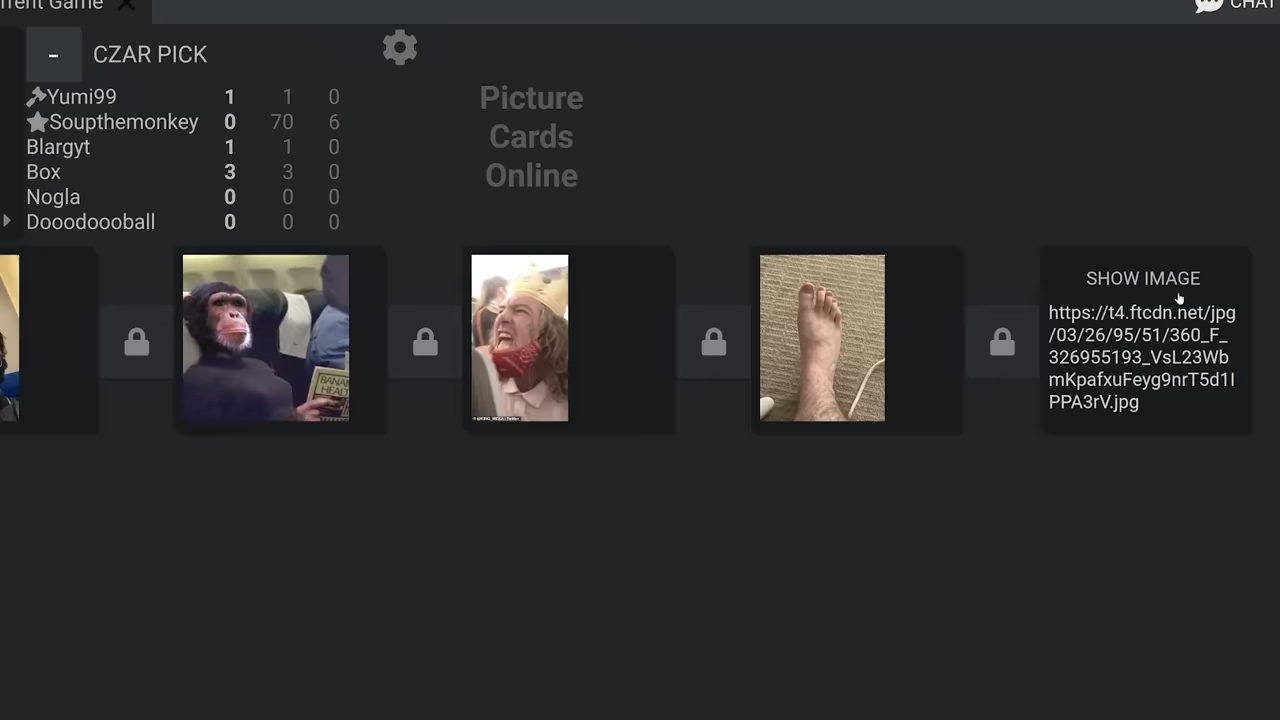 rrent Game
CHAT
- CZAR PICK
Yumi99 1 1 0
Soupthemonkey 0 70 6
Blargyt 1 1 0
Box 3 3 0
Nogla 0 0 0
Dooodoooball 0 0 0
Picture
Cards
Online
BANAN
HEAL
SHOW IMAGE
https://t4.ftcdn.net/jpg
/03/26/95/51/360_F_
326955193_VsL23Wb
mKpafxuFeyg9nrT5d1I
PPA3rV.jpg